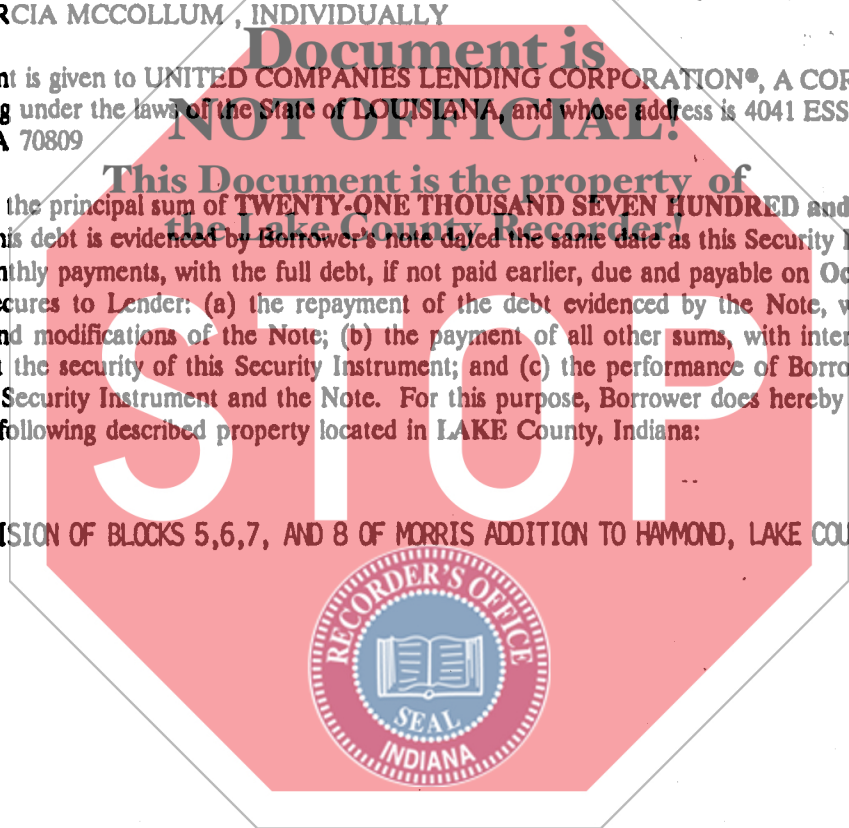 RCIA MCCOLLUM , INDIVIDUALLY
Document is
nt is given to UNITED COMPANIES LENDING CORPORATION®, A COR
g under the laws of the State of LOUISIANA, and whose address is 4041 ESS
NOT OFFICIAL!
A 70809
This Document is the property of
the principal sum of TWENTY-ONE THOUSAND SEVEN HUNDRED and
the Lake County Recorder!
is debt is evidenced by Borrower's note dated the same date as this Security I
nthly payments, with the full debt, if not paid earlier, due and payable on Oc
cures to Lender: (a) the repayment of the debt evidenced by the Note, w
nd modifications of the Note; (b) the payment of all other sums, with inter
t the security of this Security Instrument; and (c) the performance of Borro
Security Instrument and the Note. For this purpose, Borrower does hereby
following described property located in LAKE County, Indiana:
STOP
ISION OF BLOCKS 5,6,7, AND 8 OF MORRIS ADDITION TO HAMMOND, LAKE COU
RECORDER'S OFFICE
SEAL
INDIANA